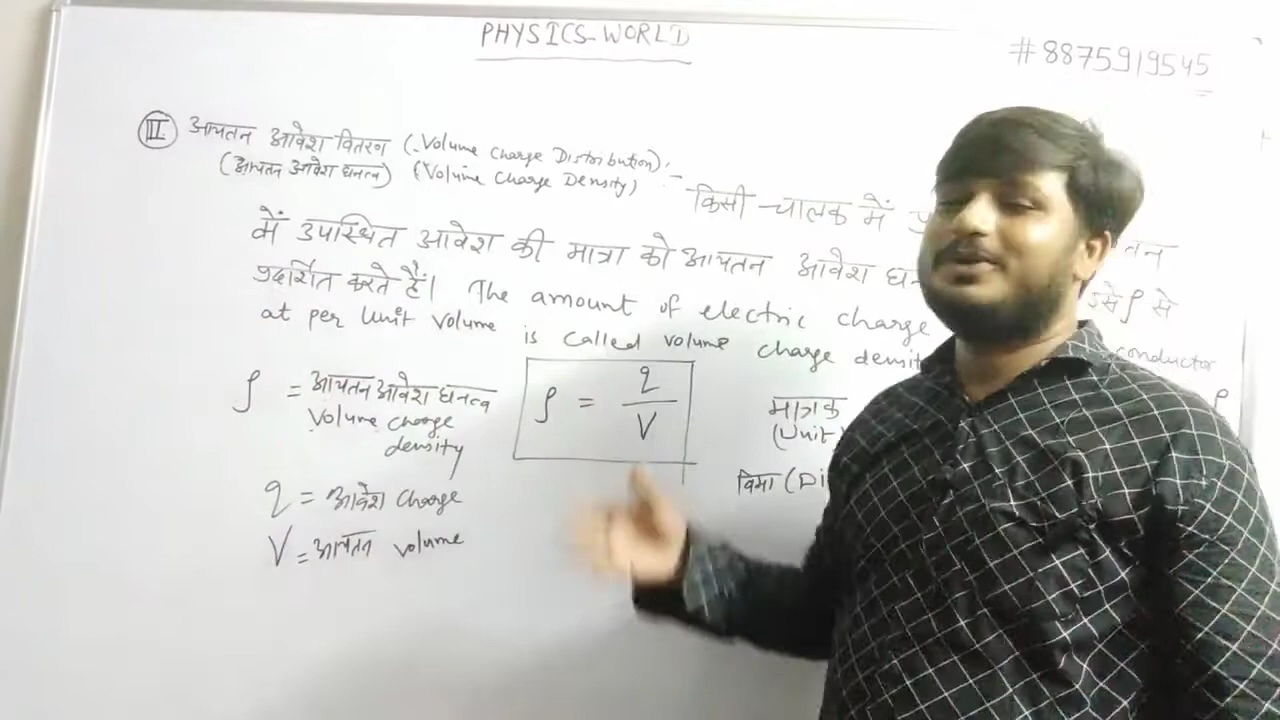 PHYSICS-WORLD
#8875919545
III आयतन आवेश वितरण (Volume Charge Distribution):
(आयतन आवेश घनत्व) (Volume Charge Density) :-
किसी चालक में
में उपस्थित आवेश की मात्रा को आयतन आवेश से
प्रदर्शित करते हैं। The amount of electric charge
at per Unit volume is called volume charge conductor
ρ = आयतन आवेश घनत्व
Volume charge
density
ρ = q/V
q = आवेश charge
V = आयतन volume
मात्रक
(Unit
विमा (Di